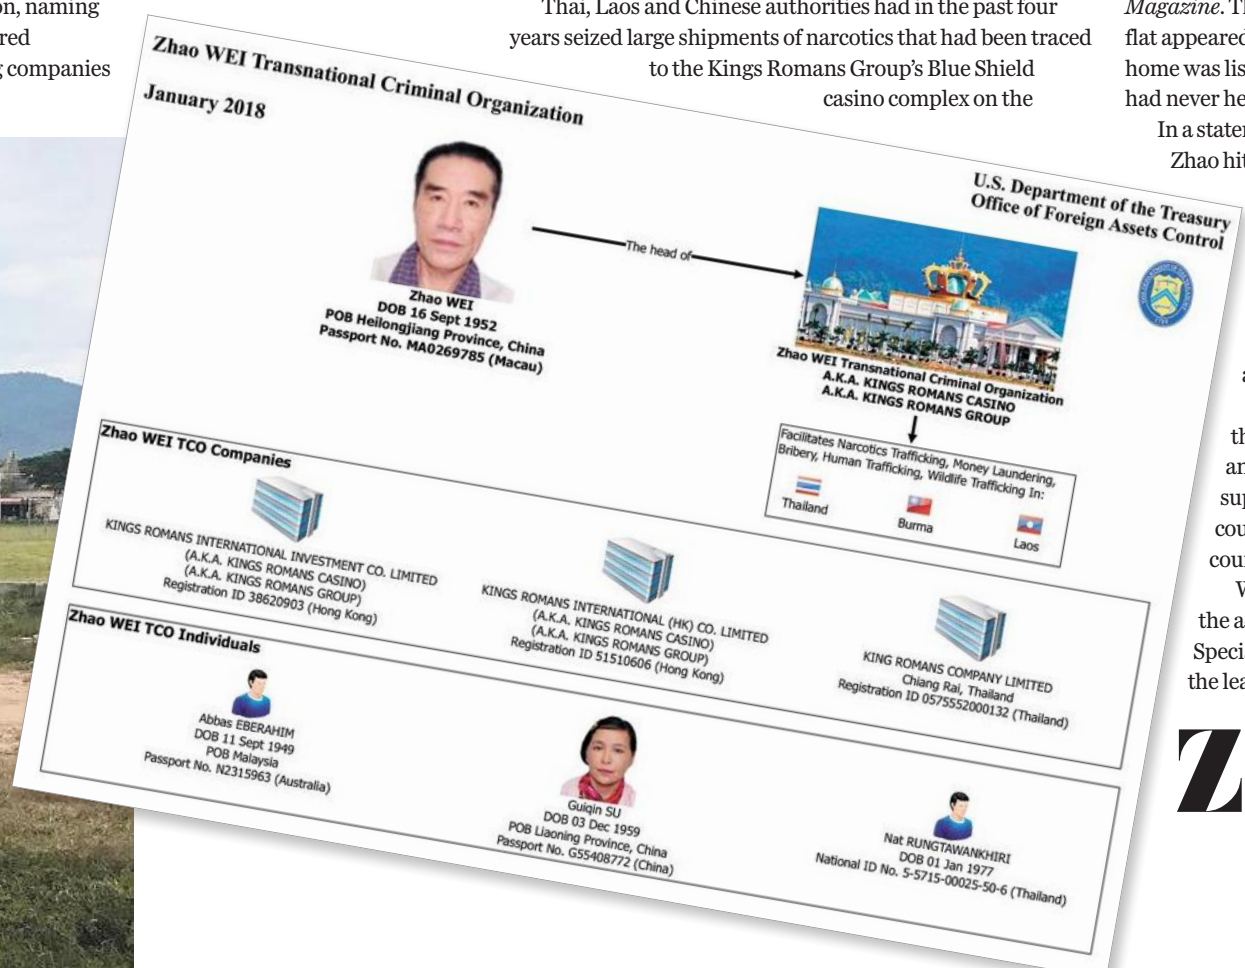 on, naming
red
g companies
Thai, Laos and Chinese authorities had in the past four
years seized large shipments of narcotics that had been traced
to the Kings Romans Group's Blue Shield
casino complex on the
Magazine. Th
flat appeared
home was lis
had never he
In a stater
Zhao hit
a
th
an
sup
cou
cour
W
the a
Specia
the lea
Z
Zhao WEI Transnational Criminal Organization
January 2018
U.S. Department of the Treasury
Office of Foreign Assets Control
The head of
Zhao WEI
DOB 16 Sept 1952
POB Heilongjiang Province, China
Passport No. MA0269785 (Macau)
Zhao WEI Transnational Criminal Organization
A.K.A. KINGS ROMANS CASINO
A.K.A. KINGS ROMANS GROUP
Facilitates Narcotics Trafficking, Money Laundering,
Bribery, Human Trafficking, Wildlife Trafficking In:
Thailand
Burma
Laos
Zhao WEI TCO Companies
KINGS ROMANS INTERNATIONAL INVESTMENT CO. LIMITED
(A.K.A. KINGS ROMANS CASINO)
(A.K.A. KINGS ROMANS GROUP)
Registration ID 38620903 (Hong Kong)
KINGS ROMANS INTERNATIONAL (HK) CO. LIMITED
(A.K.A. KINGS ROMANS CASINO)
(A.K.A. KINGS ROMANS GROUP)
Registration ID 51510606 (Hong Kong)
KING ROMANS COMPANY LIMITED
Chiang Rai, Thailand
Registration ID 0575552000132 (Thailand)
Zhao WEI TCO Individuals
Abbas EBERAHIM
DOB 11 Sept 1949
POB Malaysia
Passport No. N2315963 (Australia)
Guiqin SU
DOB 03 Dec 1959
POB Liaoning Province, China
Passport No. G55408772 (China)
Nat RUNGTAWANKHIRI
DOB 01 Jan 1977
National ID No. 5-5715-00025-50-6 (Thailand)